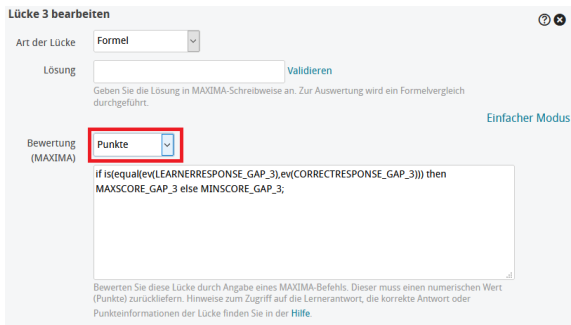 Lücke 3 bearbeiten
Art der Lücke
Formel
Lösung
Validieren
Geben Sie die Lösung in MAXIMA-Schreibweise an. Zur Auswertung wird ein Formelvergleich
durchgeführt.
Einfacher Modus
Bewertung
(MAXIMA)
Punkte
if is(equal(ev(LEARNERRESPONSE_GAP_3),ev(CORRECTRESPONSE_GAP_3))) then
MAXSCORE_GAP_3 else MINSCORE_GAP_3;
Bewerten Sie diese Lücke durch Angabe eines MAXIMA-Befehls. Dieser muss einen numerischen Wert
(Punkte) zurückliefern. Hinweise zum Zugriff auf die Lernerantwort, die korrekte Antwort oder
Punkteinformationen der Lücke finden Sie in der Hilfe.